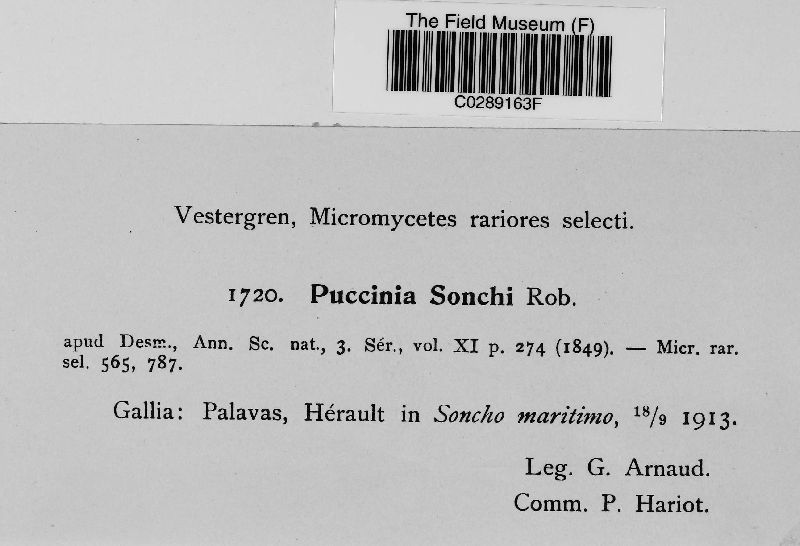 The Field Museum (F)
C0289163F
Vestergren, Micromycetes rariores selecti.
1720. Puccinia Sonchi Rob.
apud Desm., Ann. Sc. nat., 3. Sér., vol. XI p. 274 (1849). — Micr. rar.
sel. 565, 787.
Gallia: Palavas, Hérault in Soncho maritimo, 18/9 1913.
Leg. G. Arnaud.
Comm. P. Hariot.